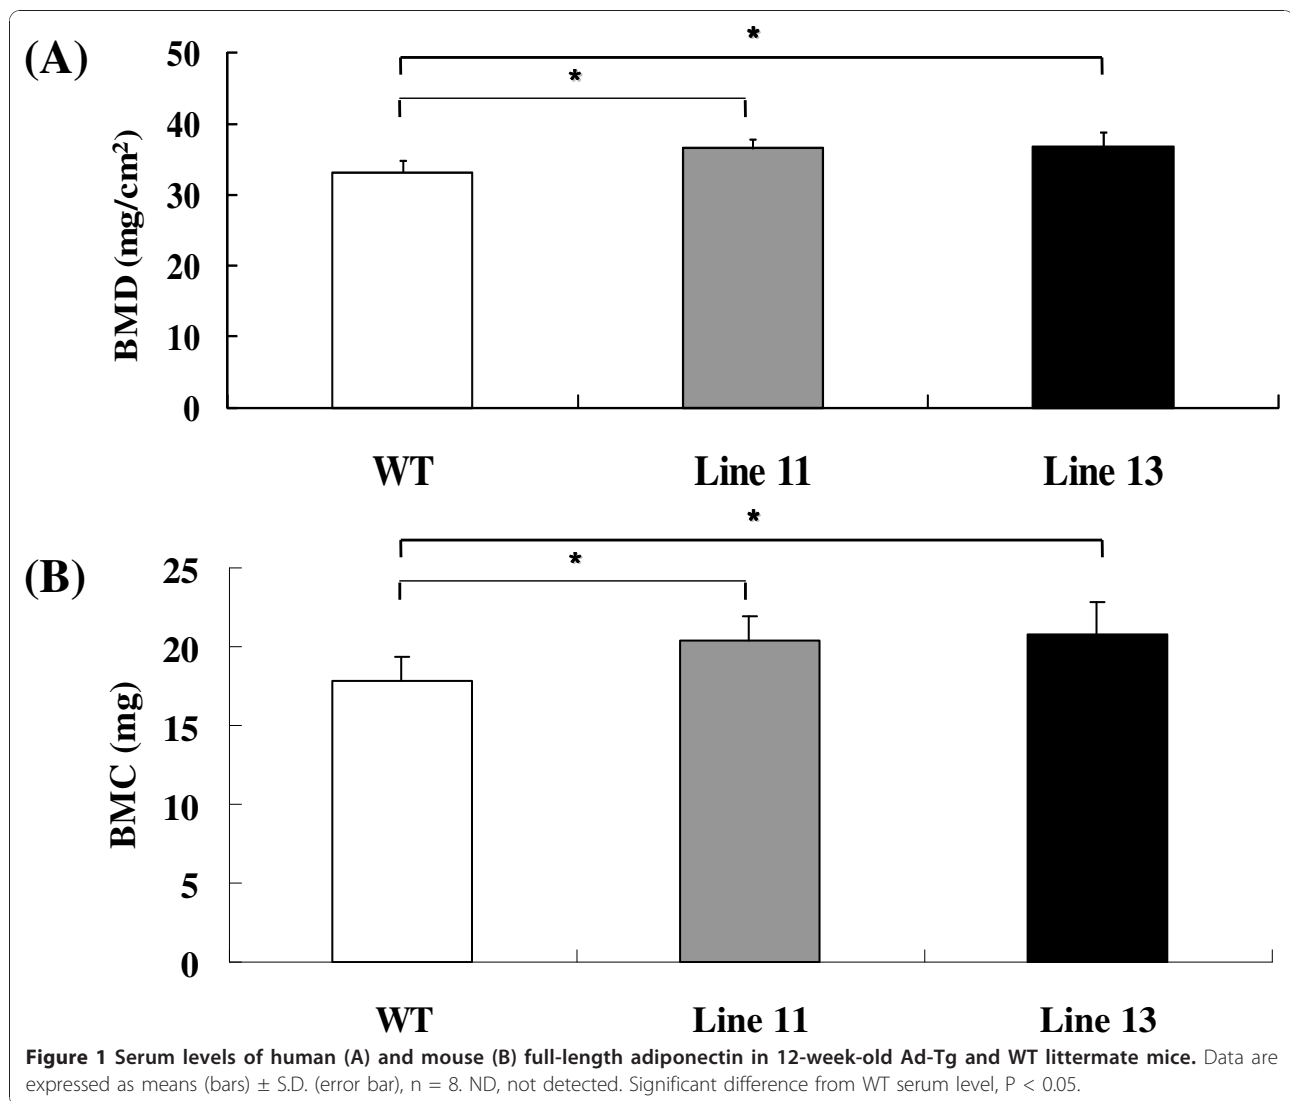 (A)
*
*
50
40
30
20
10
0
BMD (mg/cm²)
WT Line 11 Line 13
(B)
*
*
25
20
15
10
5
0
BMC (mg)
WT Line 11 Line 13
Figure 1 Serum levels of human (A) and mouse (B) full-length adiponectin in 12-week-old Ad-Tg and WT littermate mice. Data are
expressed as means (bars) ± S.D. (error bar), n = 8. ND, not detected. Significant difference from WT serum level, P < 0.05.